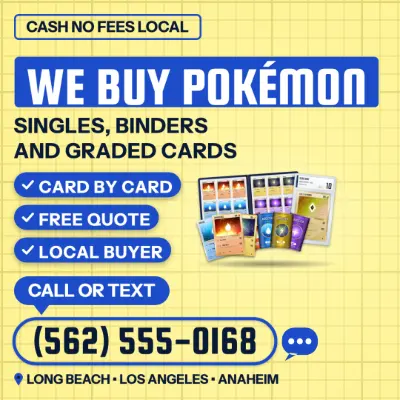 CASH NO FEES LOCAL
WE BUY POKÉMON
SINGLES, BINDERS
AND GRADED CARDS
CARD BY CARD
FREE QUOTE
LOCAL BUYER
10
CALL OR TEXT
(562) 555-0168
LONG BEACH • LOS ANGELES • ANAHEIM